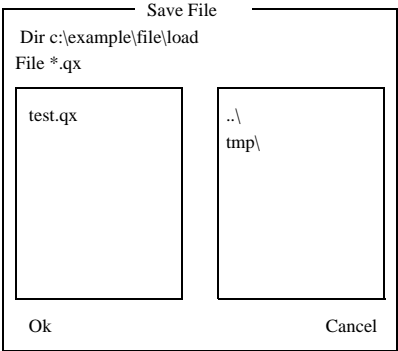 Save File
Dir c:\example\file\load
File *.qx
test.qx
..\
tmp\
Ok
Cancel